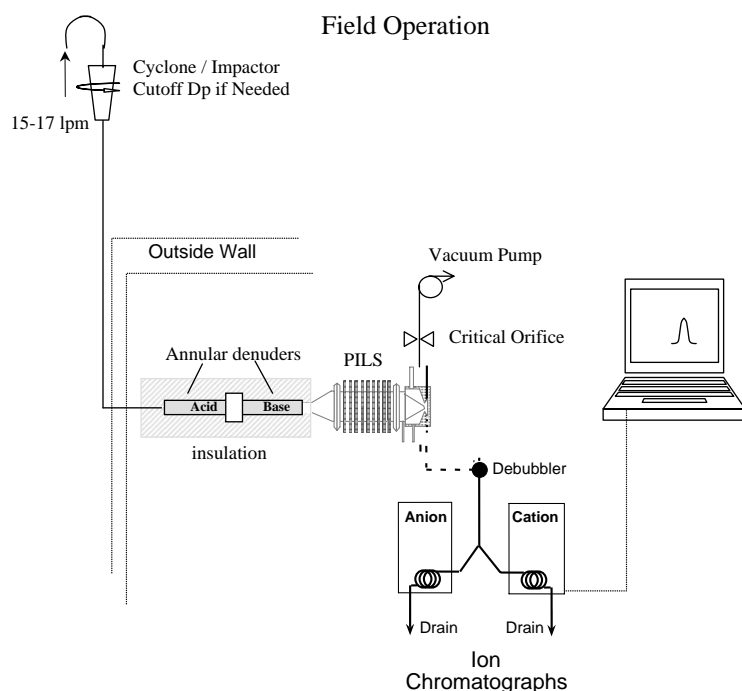 Field Operation
Cyclone / Impactor
Cutoff Dp if Needed
15-17 lpm
Outside Wall
Vacuum Pump
Critical Orifice
Annular denuders
PILS
Acid
Base
insulation
Debubbler
Anion
Cation
Drain
Drain
Ion
Chromatographs